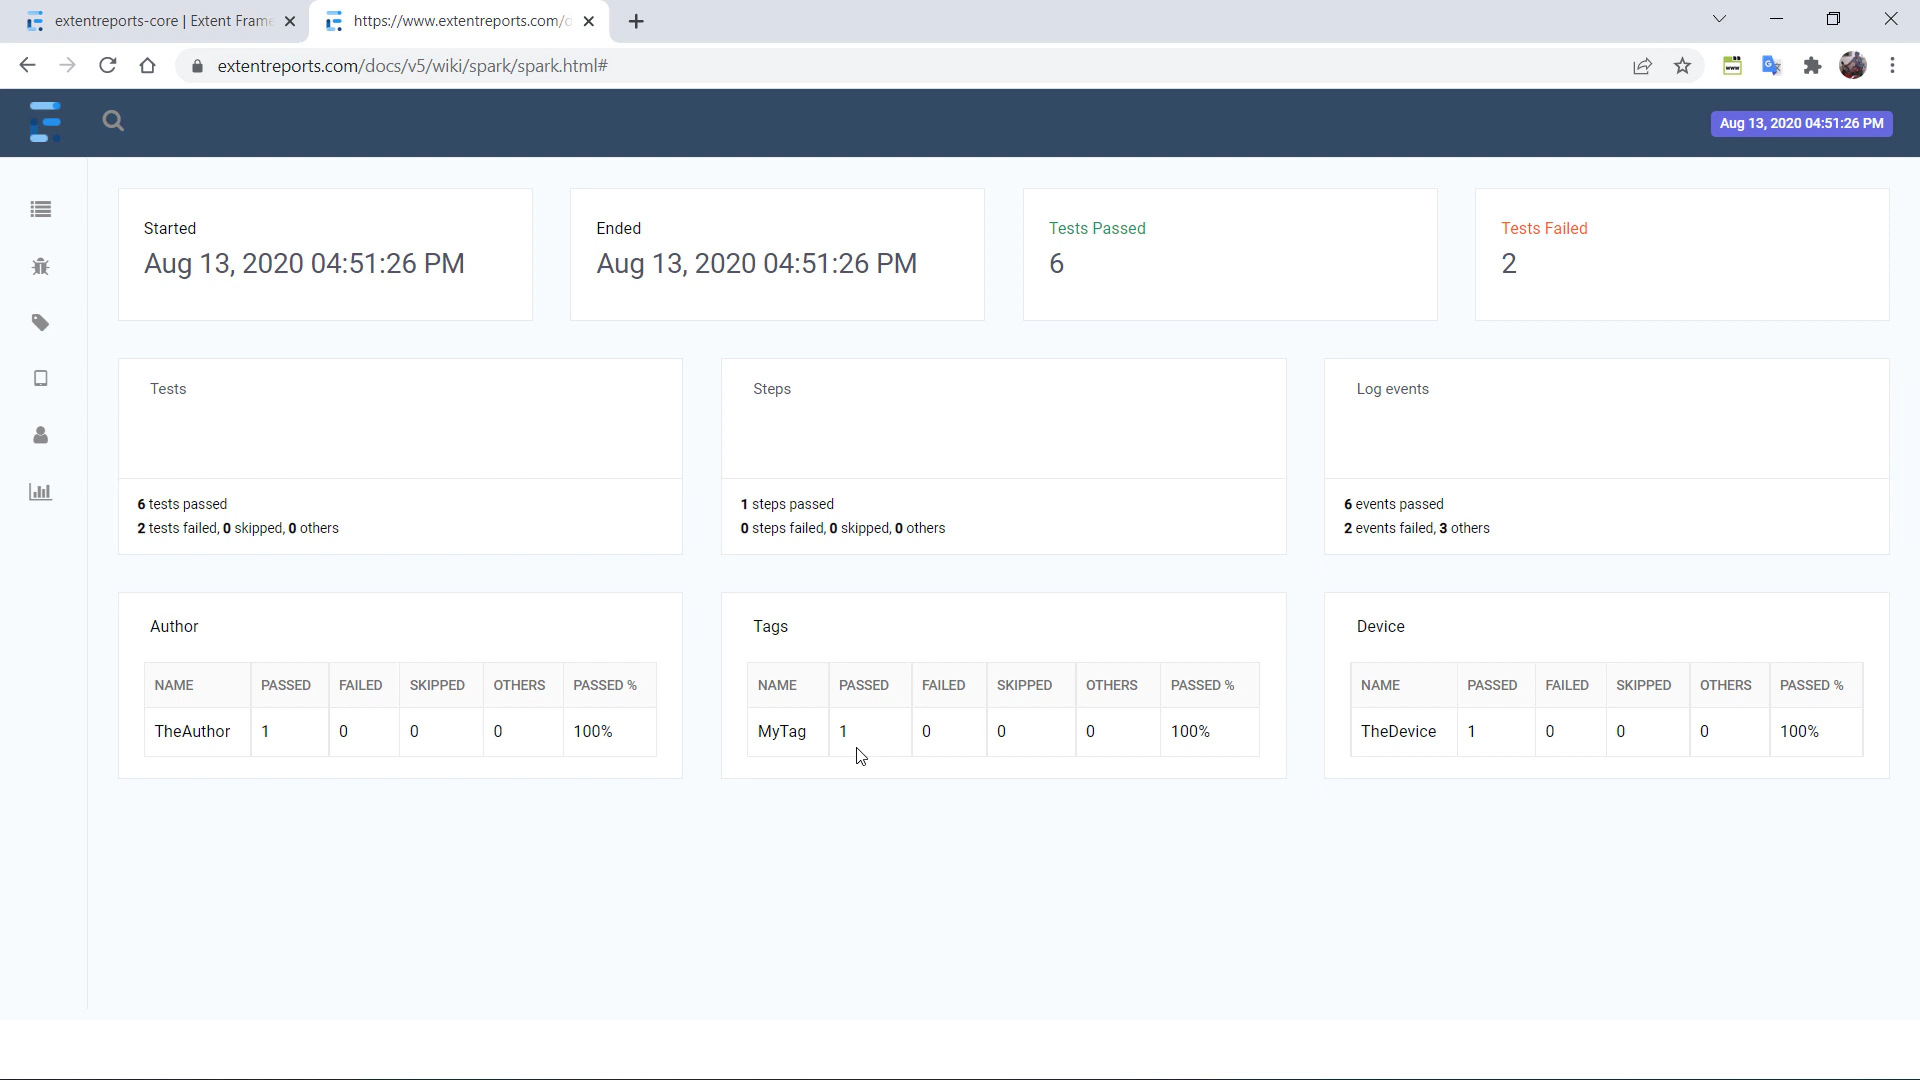 extentreports-core | Extent Frame
https://www.extentreports.com/d
extentreports.com/docs/v5/wiki/spark/spark.html#
Aug 13, 2020 04:51:26 PM
Started
Aug 13, 2020 04:51:26 PM
Ended
Aug 13, 2020 04:51:26 PM
Tests Passed
6
Tests Failed
2
Tests
6 tests passed
2 tests failed, 0 skipped, 0 others
Steps
1 steps passed
0 steps failed, 0 skipped, 0 others
Log events
6 events passed
2 events failed, 3 others
Author
NAME PASSED FAILED SKIPPED OTHERS PASSED %
TheAuthor 1 0 0 0 100%
Tags
NAME PASSED FAILED SKIPPED OTHERS PASSED %
MyTag 1 0 0 0 100%
Device
NAME PASSED FAILED SKIPPED OTHERS PASSED %
TheDevice 1 0 0 0 100%